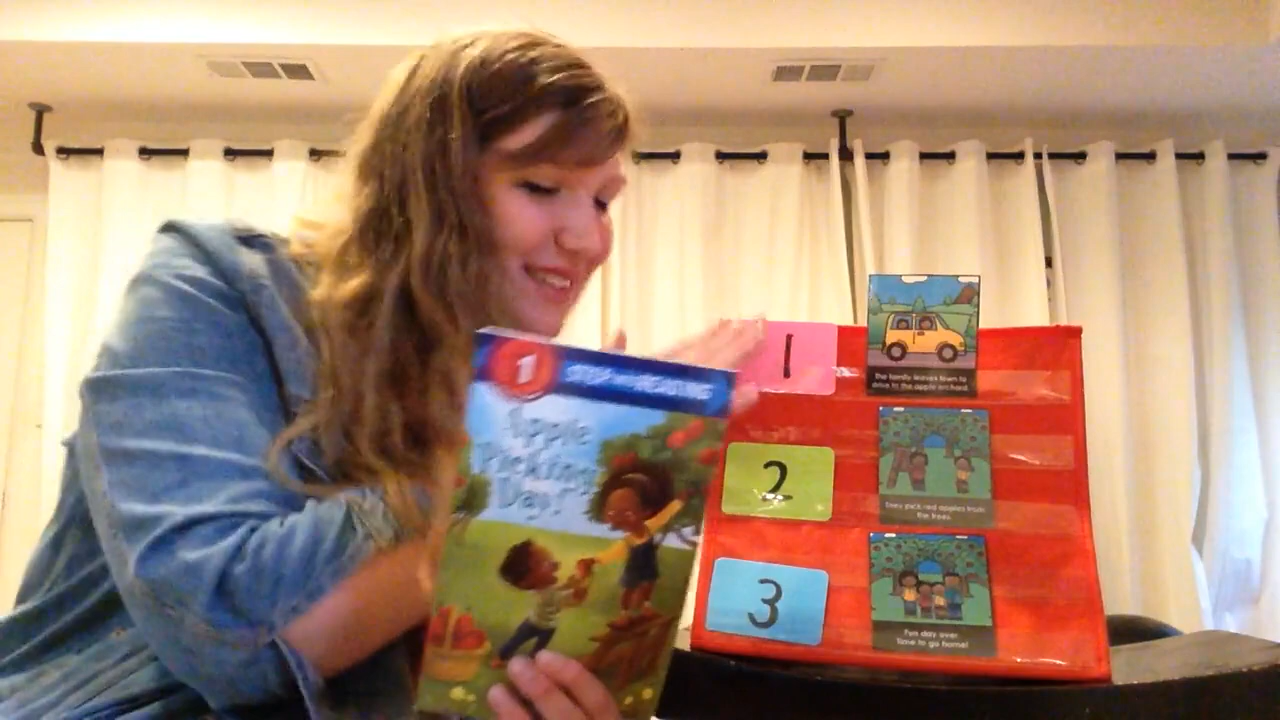 1
STEP INTO READING
Apple
Picking
Day!
1
The family leaves town to
drive to the apple orchard.
2
They pick red apples from
the trees.
3
Fun day over.
Time to go home!